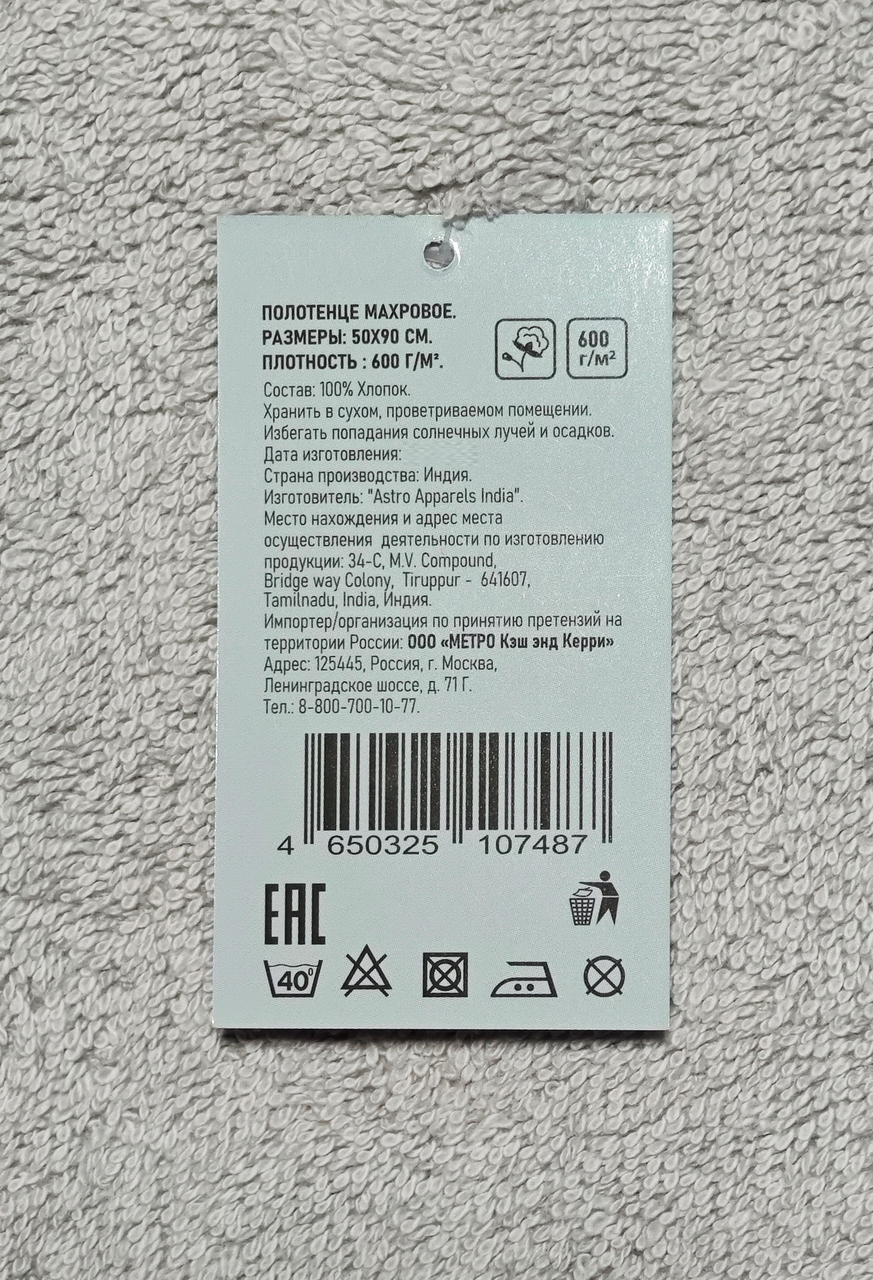 ПОЛОТЕНЦЕ МАХРОВОЕ.
РАЗМЕРЫ: 50Х90 СМ.
ПЛОТНОСТЬ : 600 Г/М².
600
г/м²
Состав: 100% Хлопок.
Хранить в сухом, проветриваемом помещении.
Избегать попадания солнечных лучей и осадков.
Дата изготовления:
Страна производства: Индия.
Изготовитель: "Astro Apparels India".
Место нахождения и адрес места
осуществления деятельности по изготовлению
продукции: 34-C, M.V. Compound,
Bridge way Colony, Tiruppur - 641607,
Tamilnadu, India, Индия.
Импортер/организация по принятию претензий на
территории России: ООО «МЕТРО Кэш энд Керри»
Адрес: 125445, Россия, г. Москва,
Ленинградское шоссе, д. 71 Г.
Тел.: 8-800-700-10-77.
4 650325 107487
EAC
40°